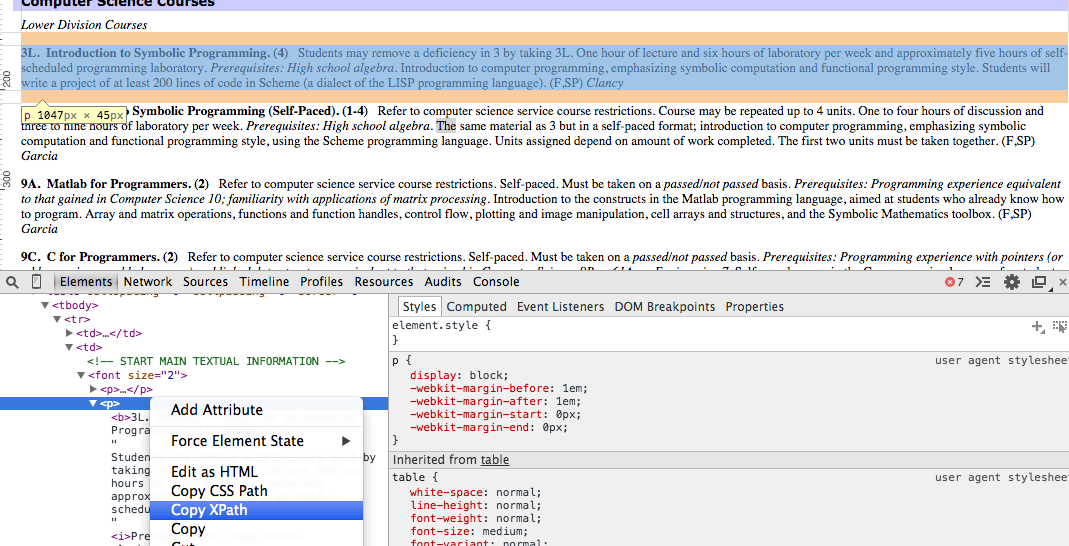 Computer Science Courses
Lower Division Courses
3L. Introduction to Symbolic Programming. (4) Students may remove a deficiency in 3 by taking 3L. One hour of lecture and six hours of laboratory per week and approximately five hours of self-
scheduled programming laboratory. Prerequisites: High school algebra. Introduction to computer programming, emphasizing symbolic computation and functional programming style. Students will
write a project of at least 200 lines of code in Scheme (a dialect of the LISP programming language). (F,SP) Clancy
200
p 1047px × 45px
Symbolic Programming (Self-Paced). (1-4) Refer to computer science service course restrictions. Course may be repeated up to 4 units. One to four hours of discussion and
three to nine hours of laboratory per week. Prerequisites: High school algebra. The same material as 3 but in a self-paced format; introduction to computer programming, emphasizing symbolic
computation and functional programming style, using the Scheme programming language. Units assigned depend on amount of work completed. The first two units must be taken together. (F,SP)
Garcia
300
9A. Matlab for Programmers. (2) Refer to computer science service course restrictions. Self-paced. Must be taken on a passed/not passed basis. Prerequisites: Programming experience equivalent
to that gained in Computer Science 10; familiarity with applications of matrix processing. Introduction to the constructs in the Matlab programming language, aimed at students who already know how
to program. Array and matrix operations, functions and function handles, control flow, plotting and image manipulation, cell arrays and structures, and the Symbolic Mathematics toolbox. (F,SP)
Garcia
9C. C for Programmers. (2) Refer to computer science service course restrictions. Self-paced. Must be taken on a passed/not passed basis. Prerequisites: Programming experience with pointers (or
Elements Network Sources Timeline Profiles Resources Audits Console
7
<tbody>
<tr>
<td>…</td>
<td>
<!-- START MAIN TEXTUAL INFORMATION -->
<font size="2">
<p>…</p>
<p>
<b>3L.
Progra
"
Studen
by
taking
hours
approx
schedu
"
<i>Pre
Add Attribute
Force Element State
Edit as HTML
Copy CSS Path
Copy XPath
Copy
Cut
Styles Computed Event Listeners DOM Breakpoints Properties
element.style {
}
p {
user agent stylesheet
display: block;
-webkit-margin-before: 1em;
-webkit-margin-after: 1em;
-webkit-margin-start: 0px;
-webkit-margin-end: 0px;
}
Inherited from table
table {
user agent stylesheet
white-space: normal;
line-height: normal;
font-weight: normal;
font-size: medium;
font-variant: normal;